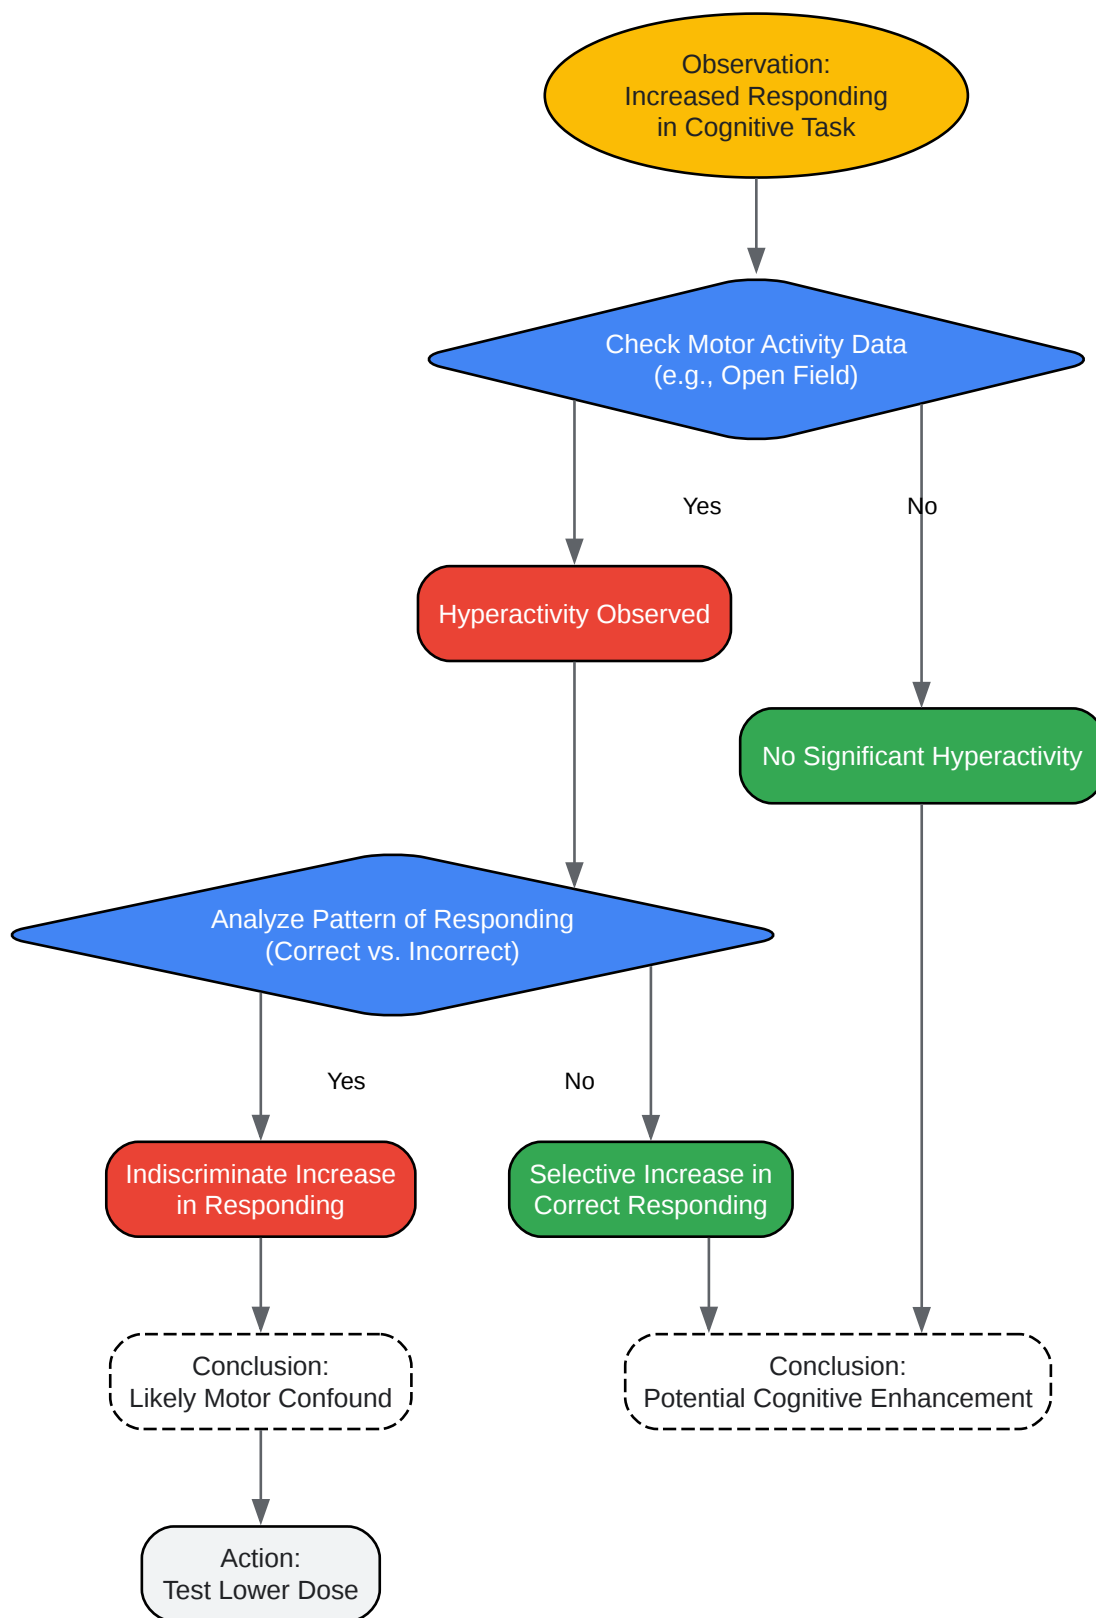 Observation:
Increased Responding
in Cognitive Task
Check Motor Activity Data
(e.g., Open Field)
Yes
No
Hyperactivity Observed
No Significant Hyperactivity
Analyze Pattern of Responding
(Correct vs. Incorrect)
Yes
No
Indiscriminate Increase
in Responding
Selective Increase in
Correct Responding
Conclusion:
Likely Motor Confound
Conclusion:
Potential Cognitive Enhancement
Action:
Test Lower Dose